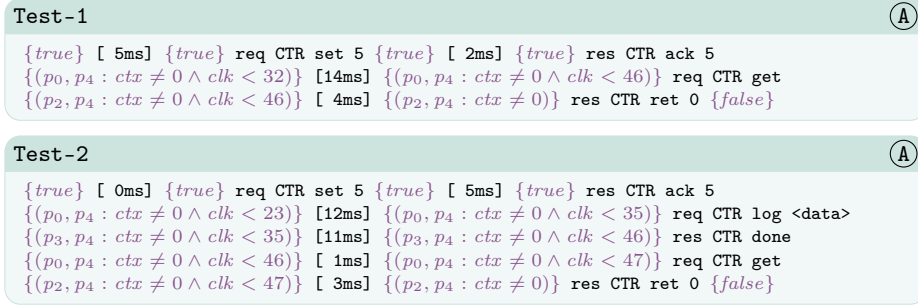 Test-1 Ⓐ
{true} [ 5ms] {true} req CTR set 5 {true} [ 2ms] {true} res CTR ack 5
{(p₀, p₄ : ctx ≠ 0 ∧ clk < 32)} [14ms] {(p₀, p₄ : ctx ≠ 0 ∧ clk < 46)} req CTR get
{(p₂, p₄ : ctx ≠ 0 ∧ clk < 46)} [ 4ms] {(p₂, p₄ : ctx ≠ 0)} res CTR ret 0 {false}
Test-2 Ⓐ
{true} [ 0ms] {true} req CTR set 5 {true} [ 5ms] {true} res CTR ack 5
{(p₀, p₄ : ctx ≠ 0 ∧ clk < 23)} [12ms] {(p₀, p₄ : ctx ≠ 0 ∧ clk < 35)} req CTR log <data>
{(p₃, p₄ : ctx ≠ 0 ∧ clk < 35)} [11ms] {(p₃, p₄ : ctx ≠ 0 ∧ clk < 46)} res CTR done
{(p₀, p₄ : ctx ≠ 0 ∧ clk < 46)} [ 1ms] {(p₀, p₄ : ctx ≠ 0 ∧ clk < 47)} req CTR get
{(p₂, p₄ : ctx ≠ 0 ∧ clk < 47)} [ 3ms] {(p₂, p₄ : ctx ≠ 0)} res CTR ret 0 {false}